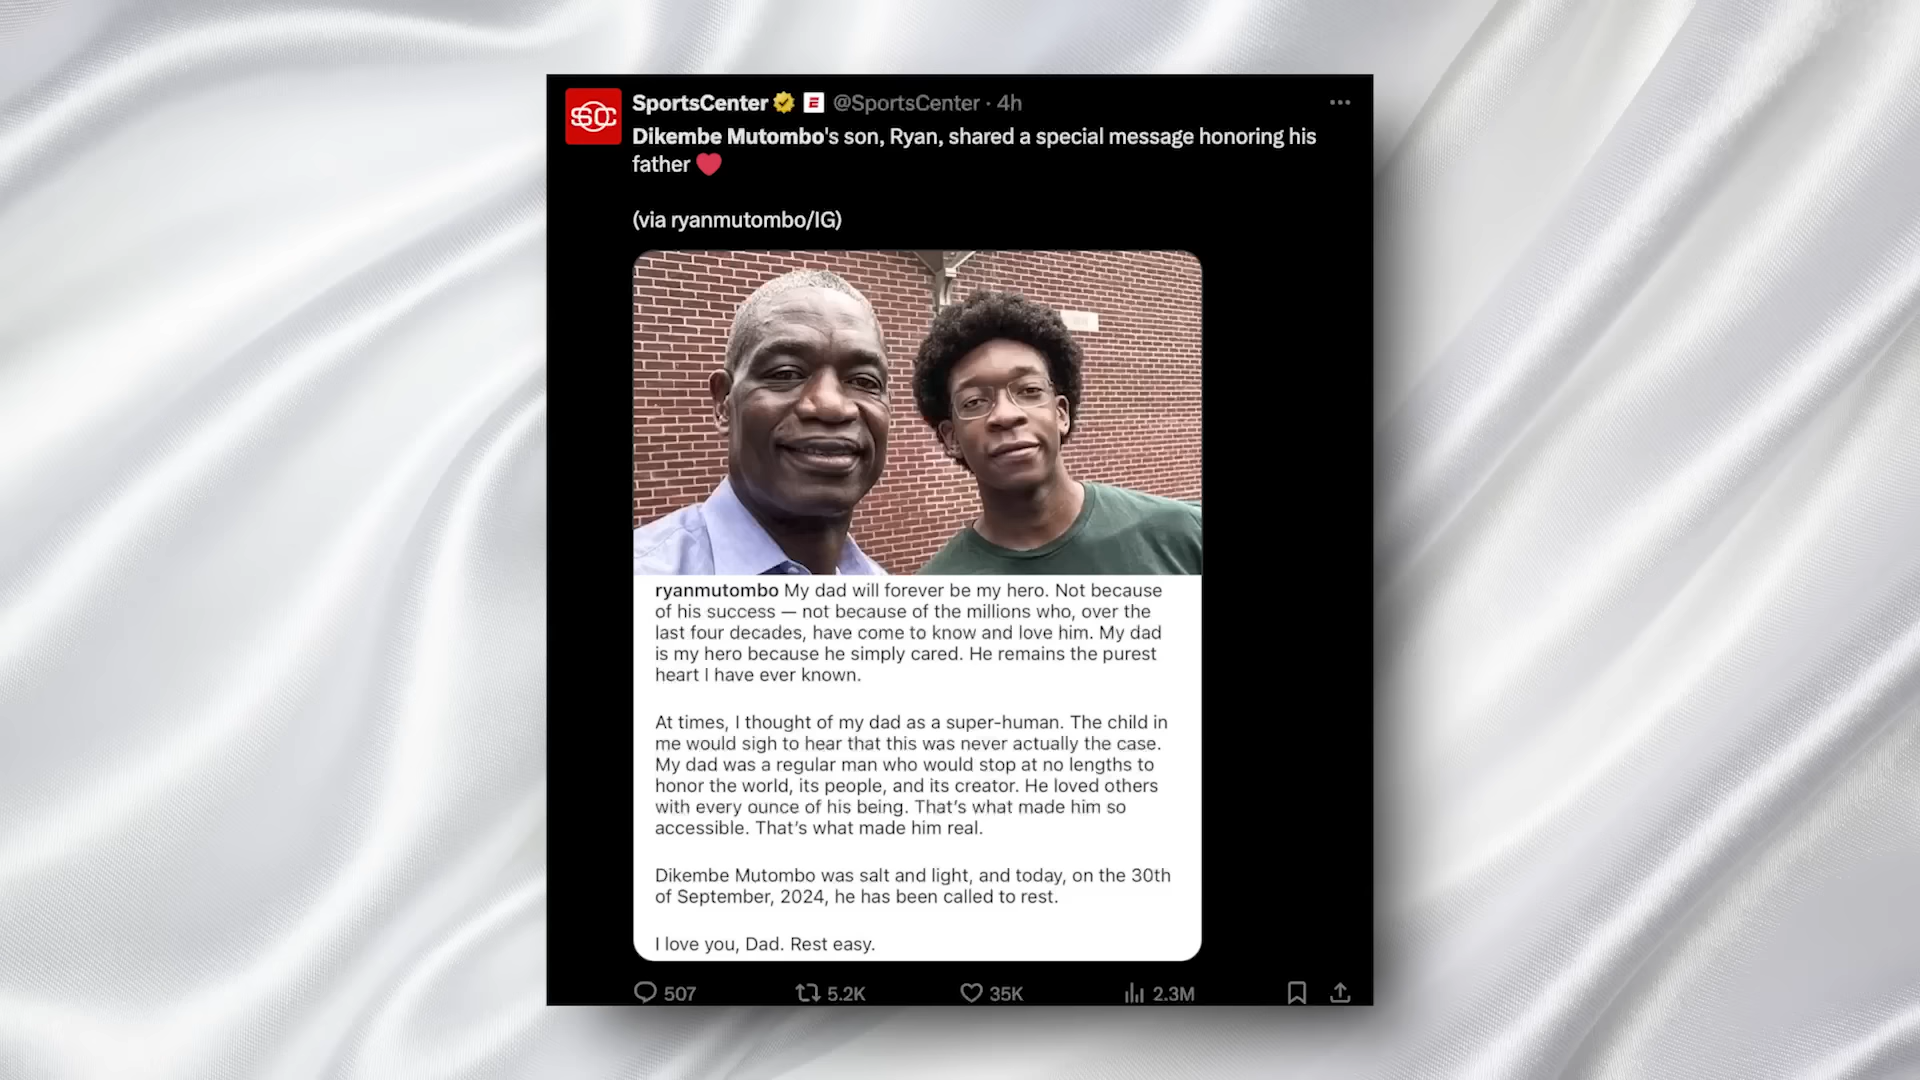 SC
SportsCenter E @SportsCenter · 4h
Dikembe Mutombo's son, Ryan, shared a special message honoring his
father ❤️
(via ryanmutombo/IG)
ryanmutombo My dad will forever be my hero. Not because
of his success — not because of the millions who, over the
last four decades, have come to know and love him. My dad
is my hero because he simply cared. He remains the purest
heart I have ever known.
At times, I thought of my dad as a super-human. The child in
me would sigh to hear that this was never actually the case.
My dad was a regular man who would stop at no lengths to
honor the world, its people, and its creator. He loved others
with every ounce of his being. That's what made him so
accessible. That's what made him real.
Dikembe Mutombo was salt and light, and today, on the 30th
of September, 2024, he has been called to rest.
I love you, Dad. Rest easy.
507 5.2K 35K 2.3M